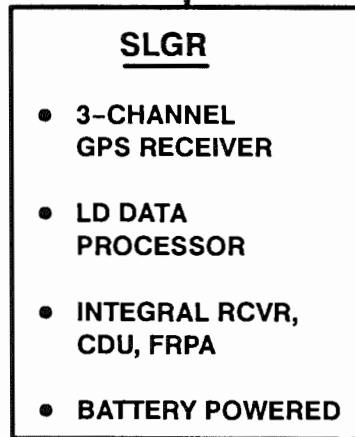 SLGR
● 3-CHANNEL
GPS RECEIVER
● LD DATA
PROCESSOR
● INTEGRAL RCVR,
CDU, FRPA
● BATTERY POWERED